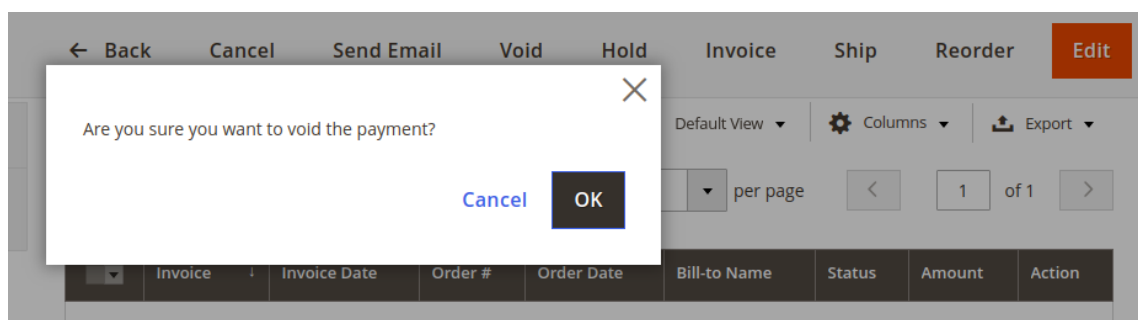 ← Back Cancel Send Email Void Hold Invoice Ship Reorder Edit
Are you sure you want to void the payment?
Cancel OK
Default View Columns Export
per page 1 of 1
Invoice ↓ Invoice Date Order # Order Date Bill-to Name Status Amount Action